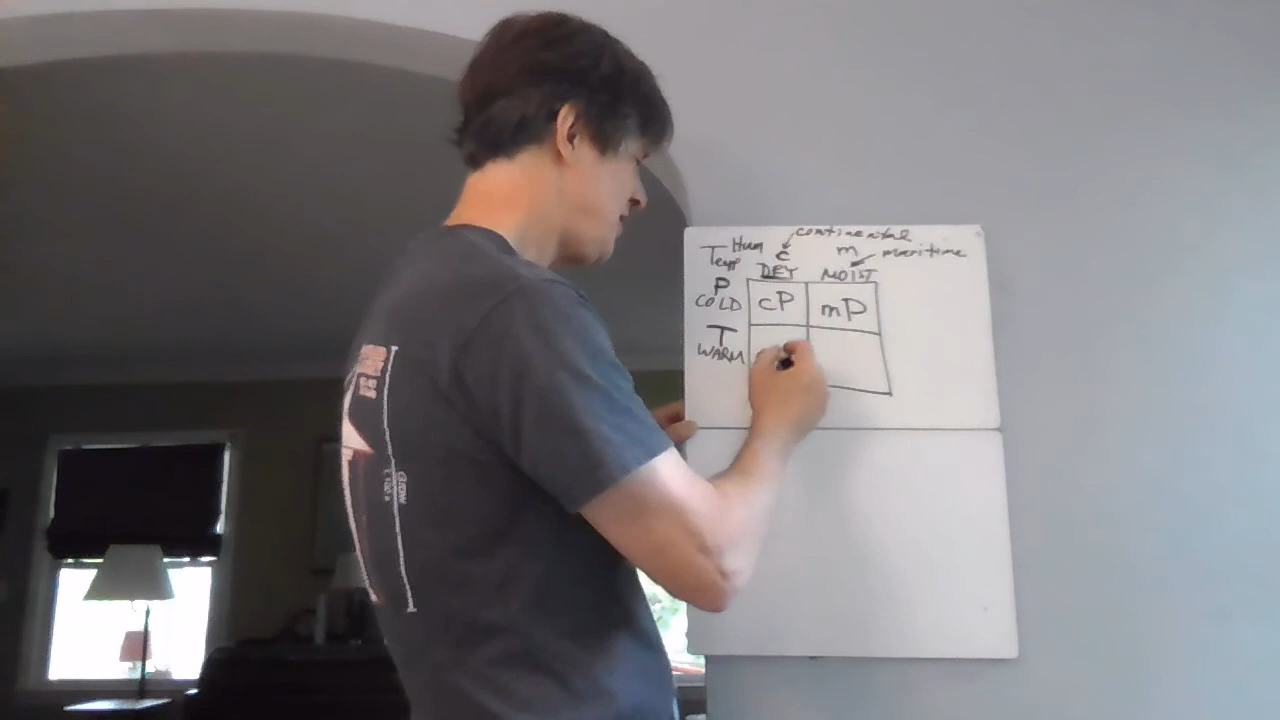 continental
Hum c m maritime
Temp DRY MOIST
P
COLD cP mP
T
WARM